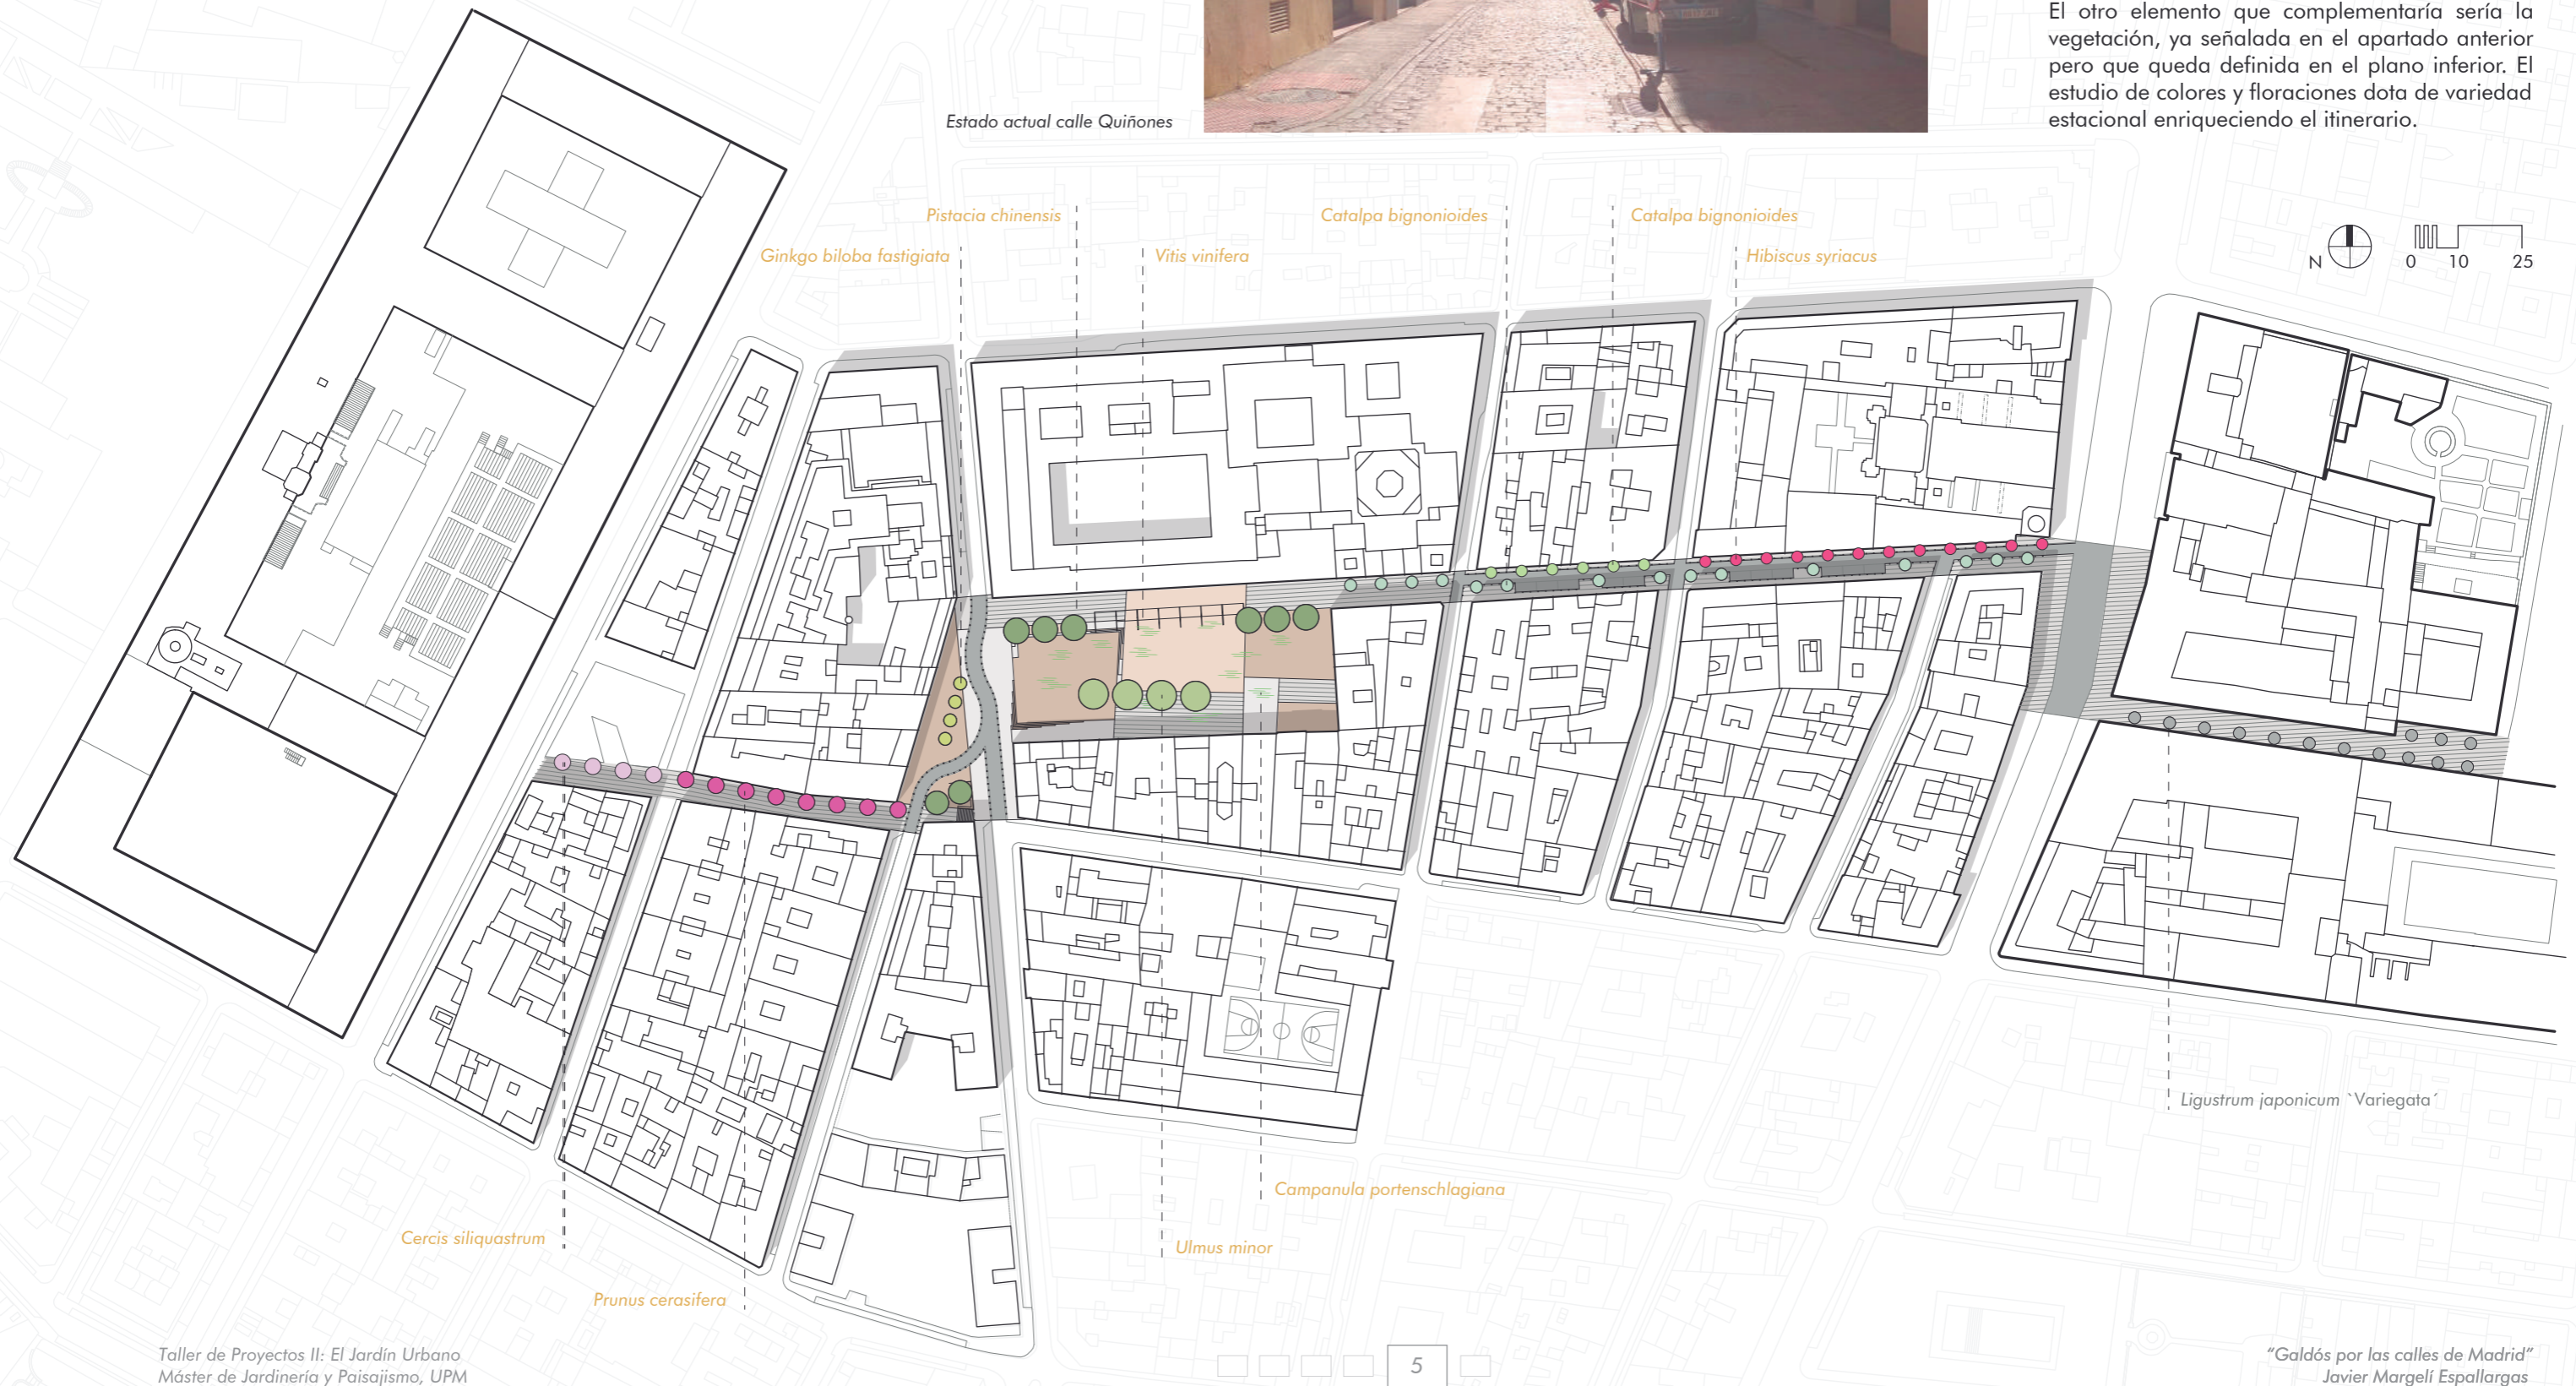 El otro elemento que complementaría sería la
vegetación, ya señalada en el apartado anterior
pero que queda definida en el plano inferior. El
estudio de colores y floraciones dota de variedad
estacional enriqueciendo el itinerario.
Estado actual calle Quiñones
Pistacia chinensis
Catalpa bignonioides
Catalpa bignonioides
Ginkgo biloba fastigiata
Vitis vinifera
Hibiscus syriacus
N
0 10 25
Ligustrum japonicum `Variegata´
Campanula portenschlagiana
Cercis siliquastrum
Ulmus minor
Prunus cerasifera
Taller de Proyectos II: El Jardín Urbano
Máster de Jardinería y Paisajismo, UPM
5
“Galdós por las calles de Madrid”
Javier Margelí Espallargas